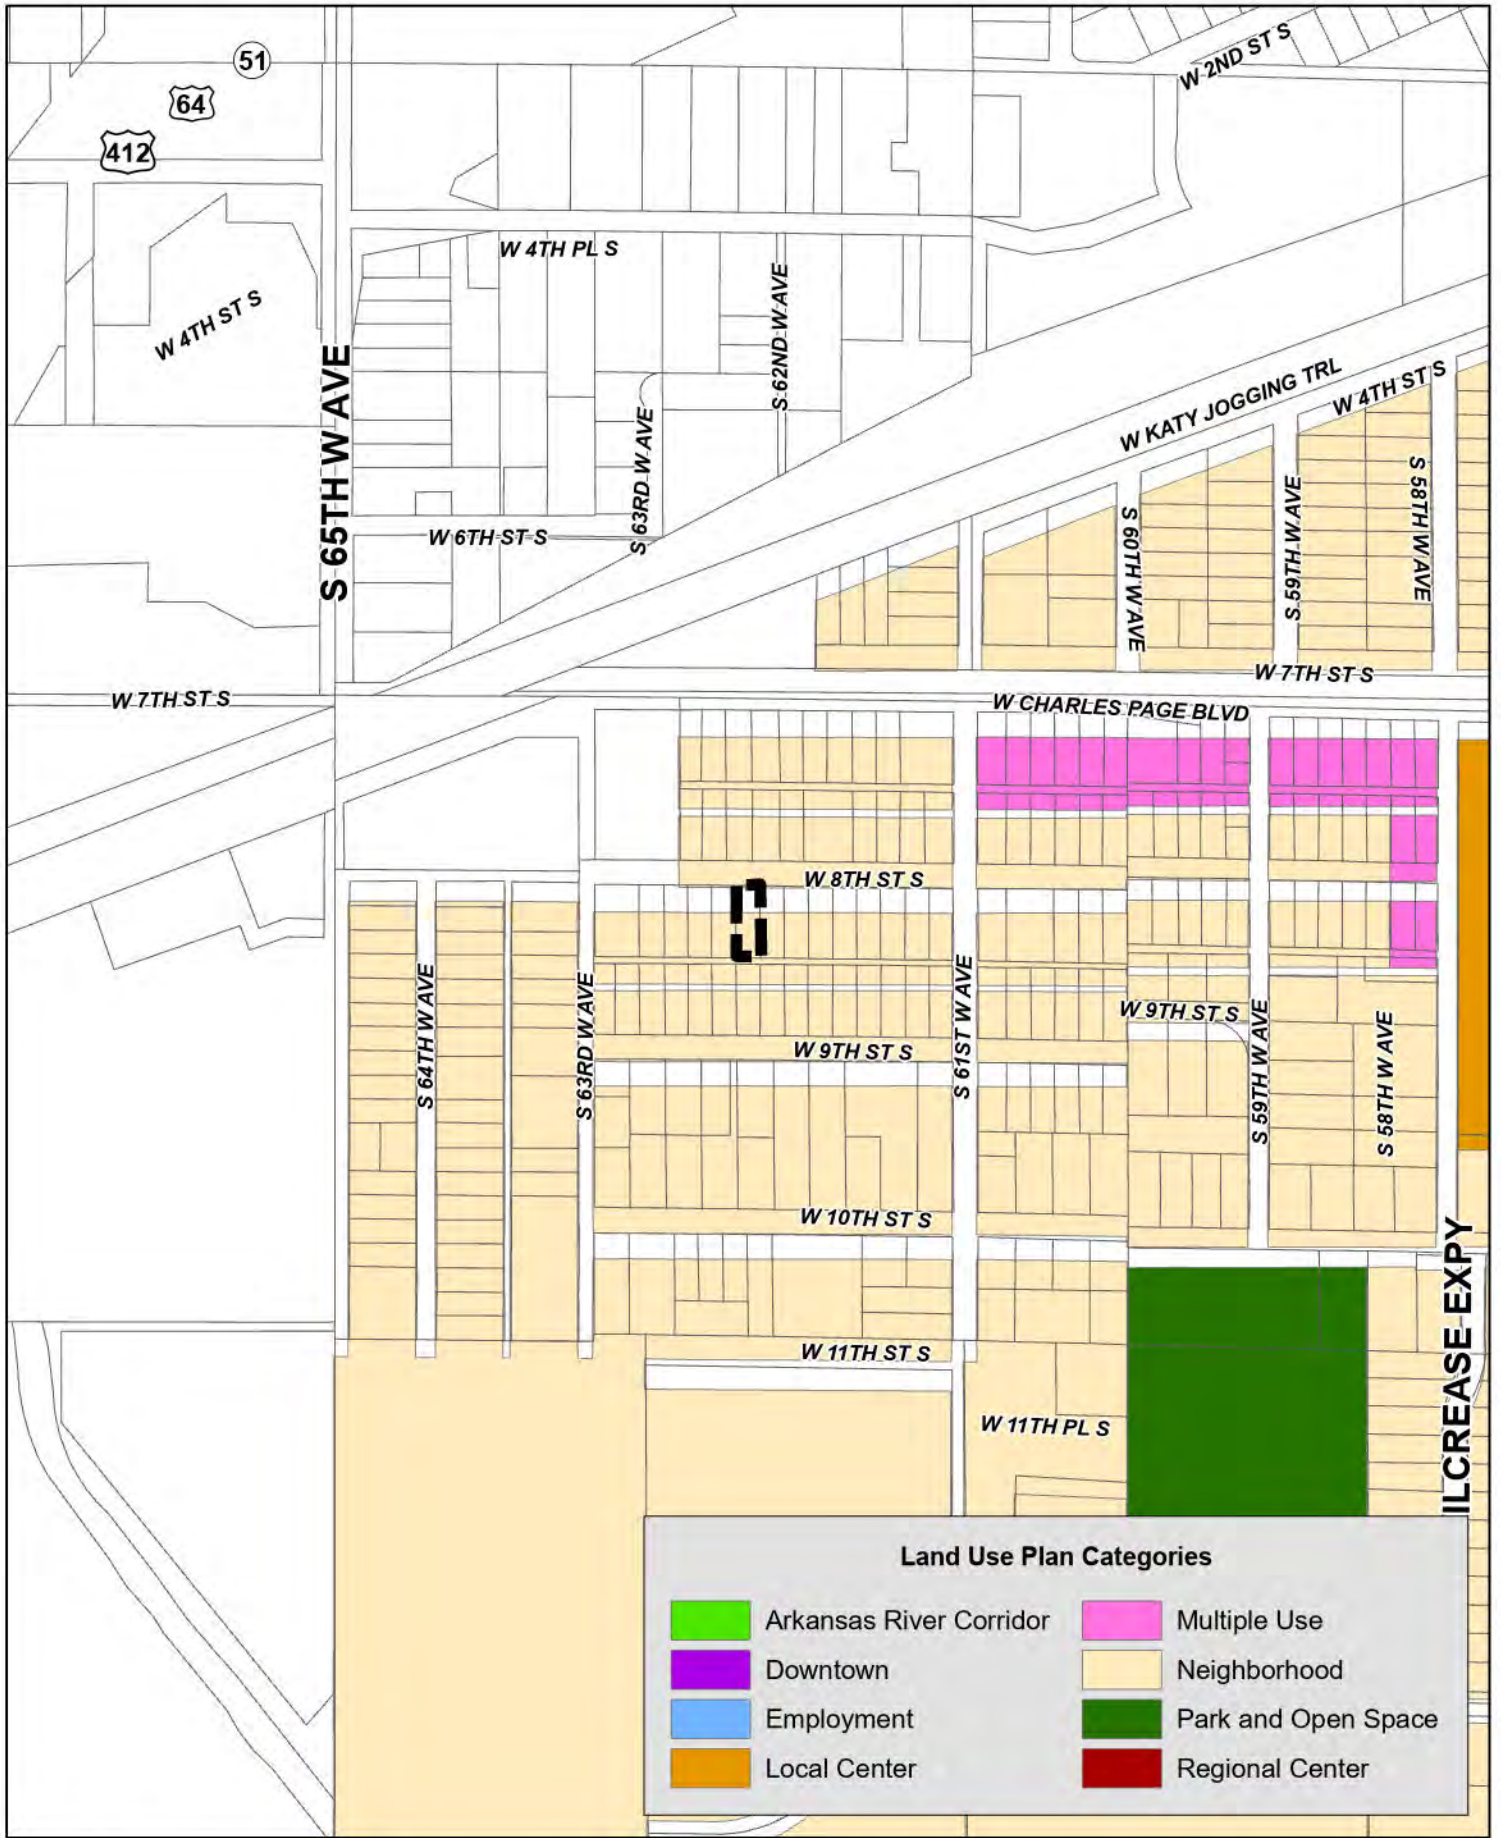 51
W 2ND ST S
64
412
W 4TH PL S
W 4TH ST S
S 62ND W AVE
S 65TH W AVE
W KATY JOGGING TRL
W 4TH ST S
S 63RD W AVE
S 58TH W AVE
S 59TH W AVE
S 60TH W AVE
W 6TH ST S
W 7TH ST S
W 7TH ST S
W CHARLES PAGE BLVD
W 8TH ST S
S 64TH W AVE
S 63RD W AVE
S 61ST W AVE
W 9TH ST S
W 9TH ST S
S 59TH W AVE
S 58TH W AVE
W 10TH ST S
W 11TH ST S
W 11TH PL S
ILCREASE EXPY
Land Use Plan Categories
Arkansas River Corridor
Downtown
Employment
Local Center
Multiple Use
Neighborhood
Park and Open Space
Regional Center